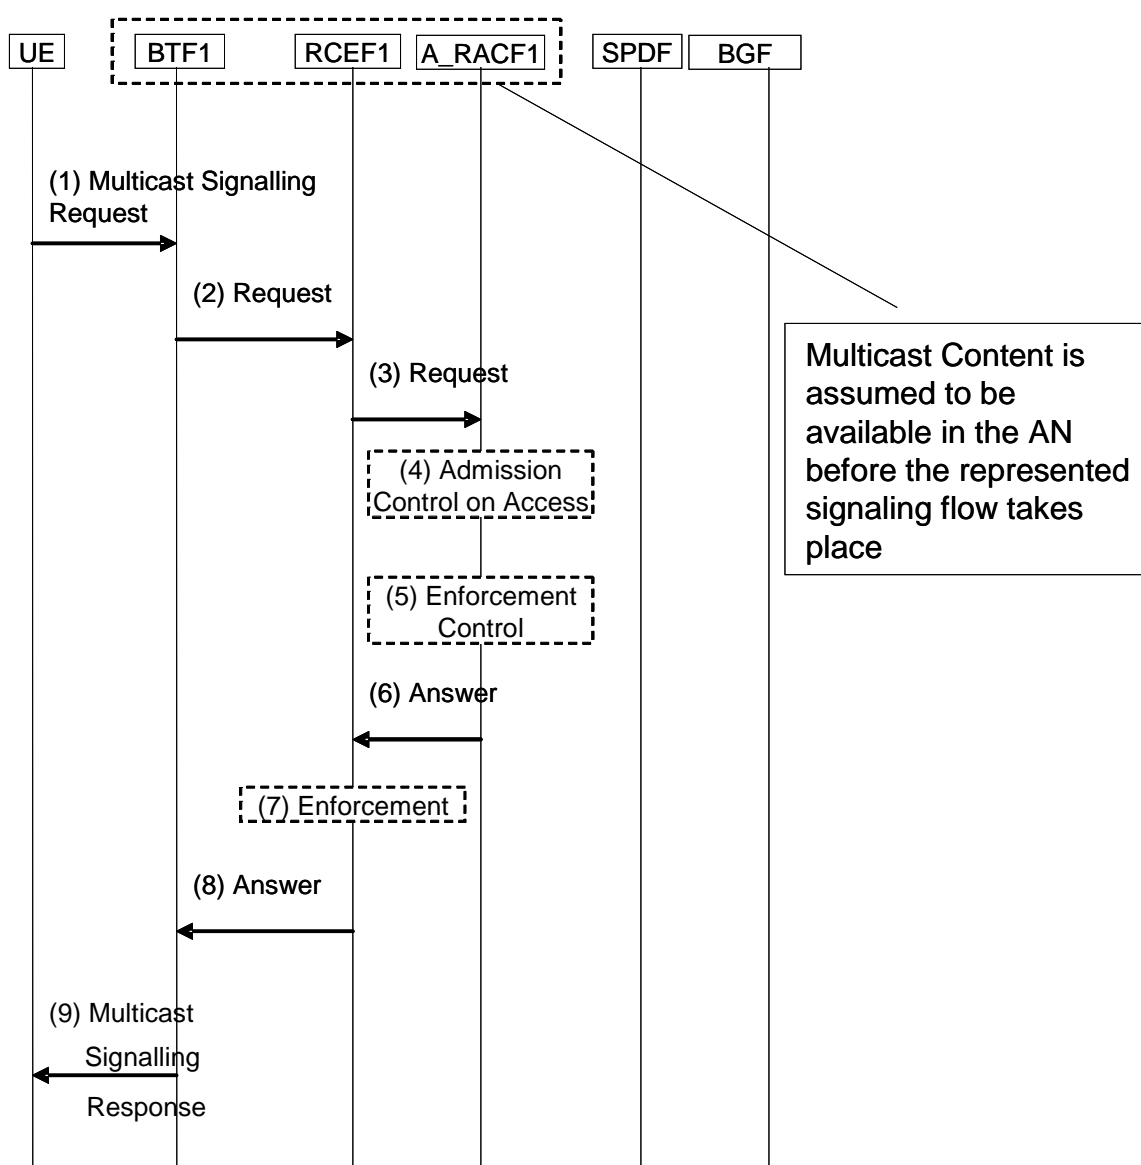 UE
BTF1
RCEF1
A_RACF1
SPDF
BGF
(1) Multicast Signalling
Request
(2) Request
(3) Request
(4) Admission
Control on Access
(5) Enforcement
Control
(6) Answer
(7) Enforcement
(8) Answer
(9) Multicast
Signalling
Response
Multicast Content is
assumed to be
available in the AN
before the represented
signaling flow takes
place